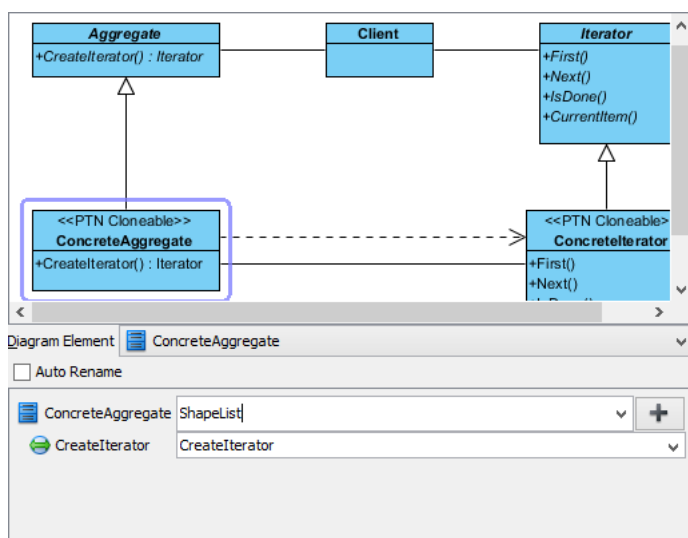 Aggregate
+CreateIterator() : Iterator
Client
Iterator
+First()
+Next()
+IsDone()
+CurrentItem()
<<PTN Cloneable>>
ConcreteAggregate
+CreateIterator() : Iterator
<<PTN Cloneable>
ConcreteIterator
+First()
+Next()
Diagram Element ConcreteAggregate
Auto Rename
ConcreteAggregate ShapeList
CreateIterator CreateIterator